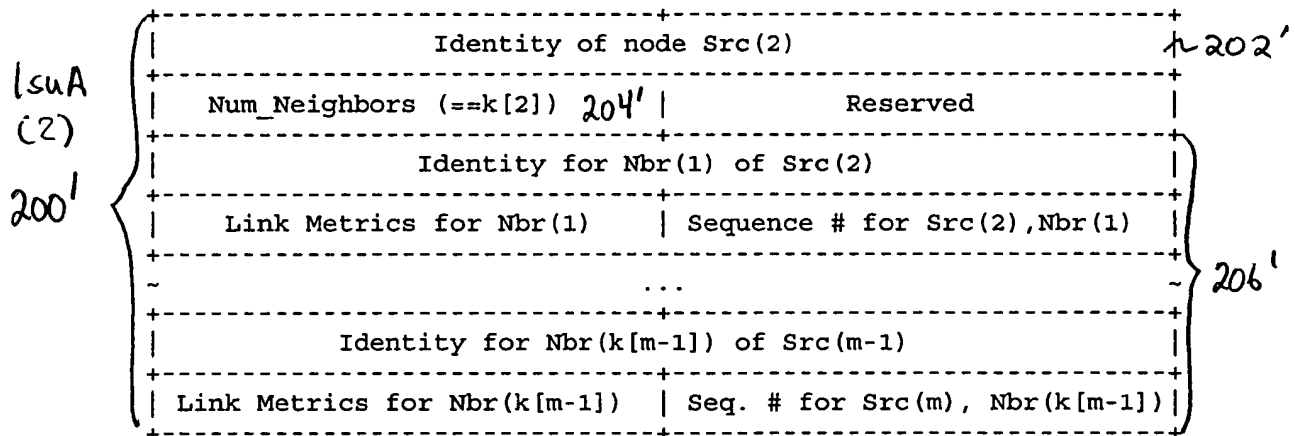 Identity of node Src(2)
202'
lsuA
(2)
200'
Num_Neighbors (==k[2]) 204' | Reserved
Identity for Nbr(1) of Src(2)
Link Metrics for Nbr(1) | Sequence # for Src(2),Nbr(1)
~ ... ~
206'
Identity for Nbr(k[m-1]) of Src(m-1)
Link Metrics for Nbr(k[m-1]) | Seq. # for Src(m), Nbr(k[m-1])